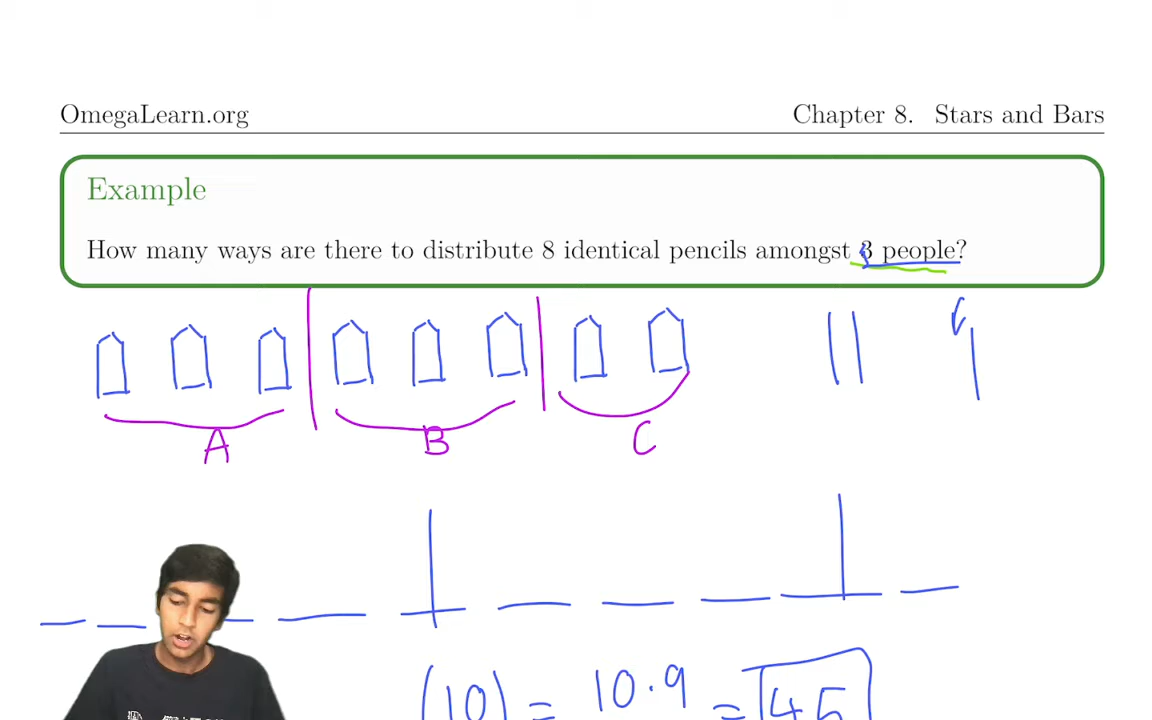 OmegaLearn.org Chapter 8. Stars and Bars
Example
How many ways are there to distribute 8 identical pencils amongst 3 people?
A B C
(10) = 10.9 = 45